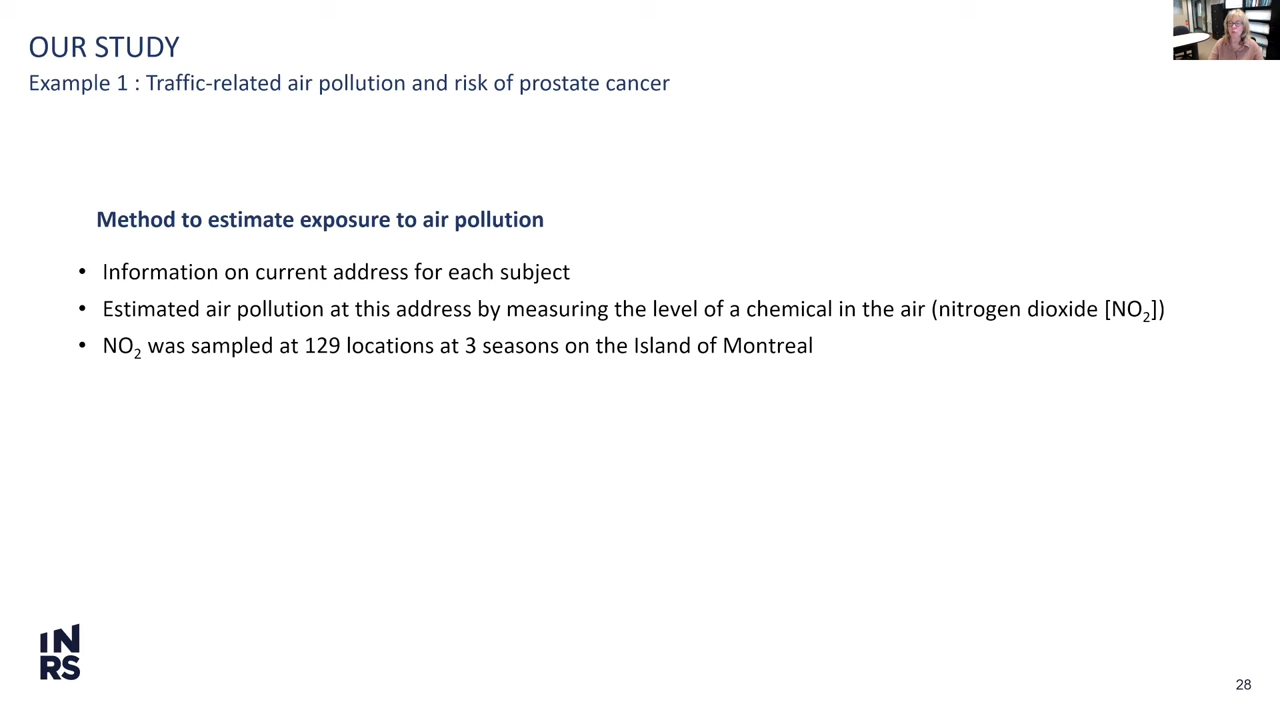 OUR STUDY
Example 1 : Traffic-related air pollution and risk of prostate cancer
Method to estimate exposure to air pollution
• Information on current address for each subject
• Estimated air pollution at this address by measuring the level of a chemical in the air (nitrogen dioxide [NO₂])
• NO₂ was sampled at 129 locations at 3 seasons on the Island of Montreal
IN
RS
28